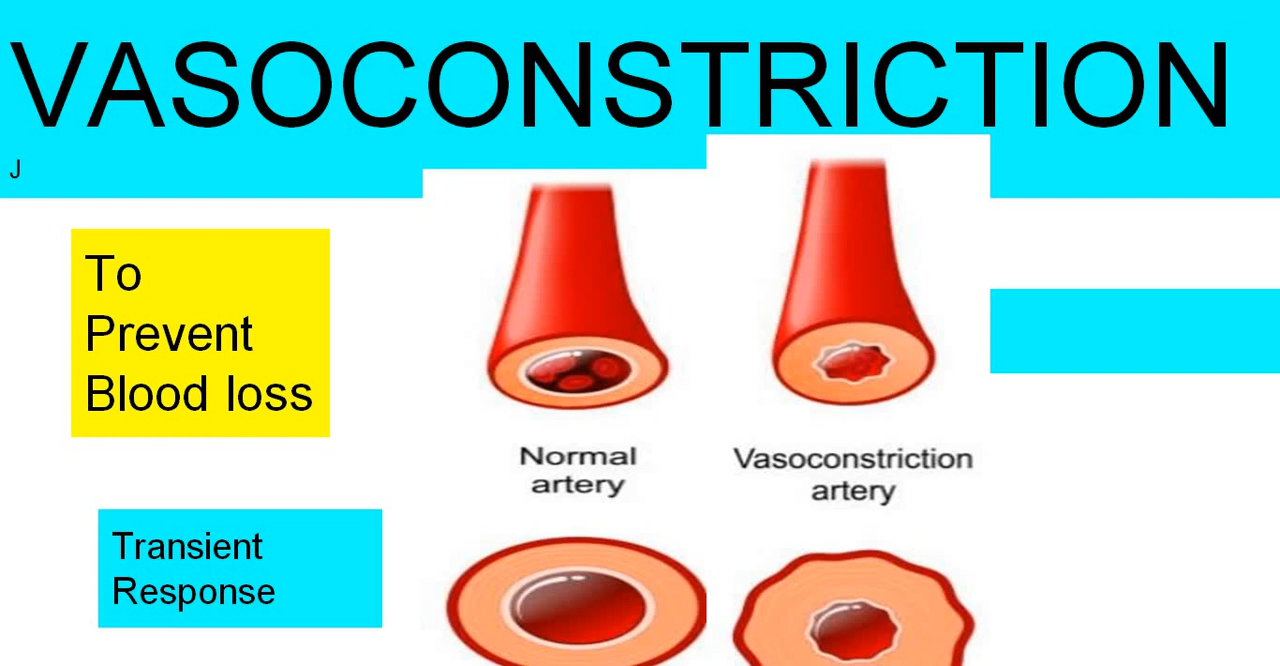 VASOCONSTRICTION
J
To
Prevent
Blood loss
Normal
artery
Vasoconstriction
artery
Transient
Response